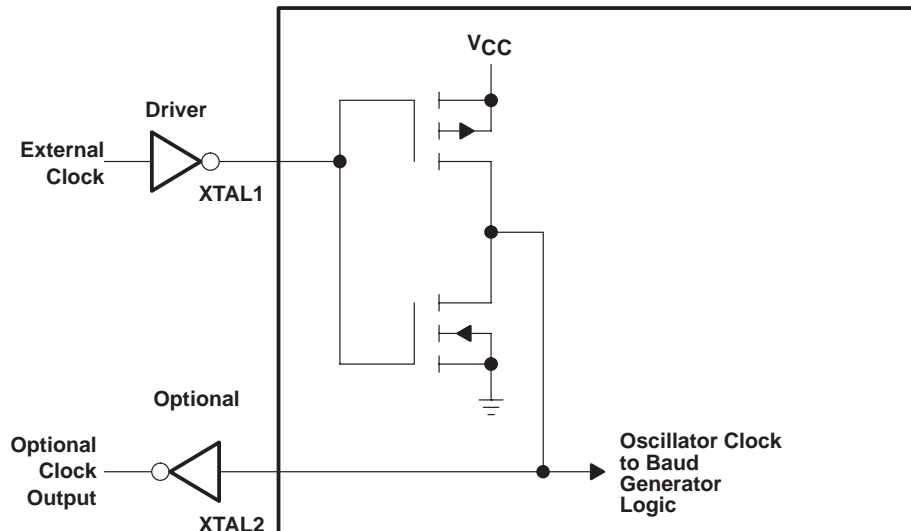 VCC
Driver
External
Clock
XTAL1
Optional
Optional
Clock
Output
XTAL2
Oscillator Clock
to Baud
Generator
Logic